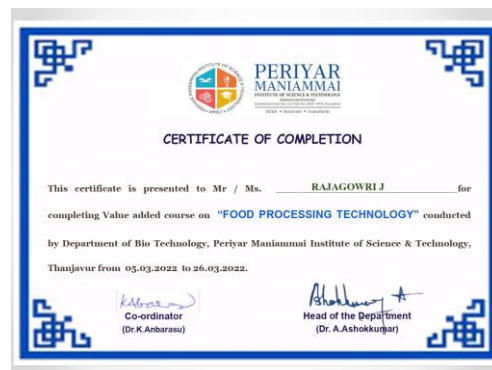 PERIYAR
MANIAMMAI
INSTITUTE OF SCIENCE & TECHNOLOGY
think • innovate • transform
CERTIFICATE OF COMPLETION
This certificate is presented to Mr / Ms. RAJAGOWRI J for
completing Value added course on "FOOD PROCESSING TECHNOLOGY" conducted
by Department of Bio Technology, Periyar Maniammai Institute of Science & Technology,
Thanjavur from 05.03.2022 to 26.03.2022.
Co-ordinator
(Dr.K.Anbarasu)
Head of the Department
(Dr. A.Ashokkumar)